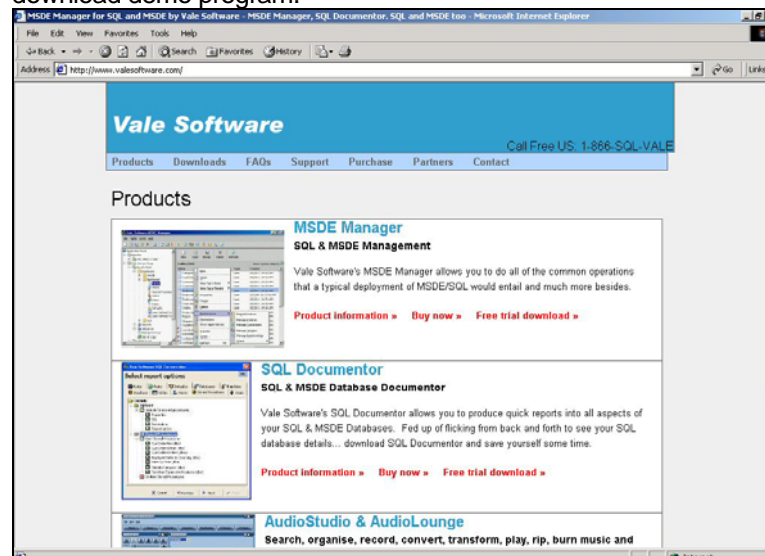 download demo program.
MSDE Manager for SQL and MSDE by Vale Software - MSDE Manager, SQL Documentor. SQL and MSDE too - Microsoft Internet Explorer
File Edit View Favorites Tools Help
Back Search Favorites History
Address http://www.valesoftware.com/ Go Links
Vale Software
Call Free US: 1-866-SQL-VALE
Products Downloads FAQs Support Purchase Partners Contact
Products
MSDE Manager
SQL & MSDE Management
Vale Software's MSDE Manager allows you to do all of the common operations
that a typical deployment of MSDE/SQL would entail and much more besides.
Product information » Buy now » Free trial download »
SQL Documentor
SQL & MSDE Database Documentor
Select report options
Vale Software's SQL Documentor allows you to produce quick reports into all aspects of
your SQL & MSDE Databases. Fed up of flicking from back and forth to see your SQL
database details... download SQL Documentor and save yourself some time.
Product information » Buy now » Free trial download »
AudioStudio & AudioLounge
Search, organise, record, convert, transform, play, rip, burn music and